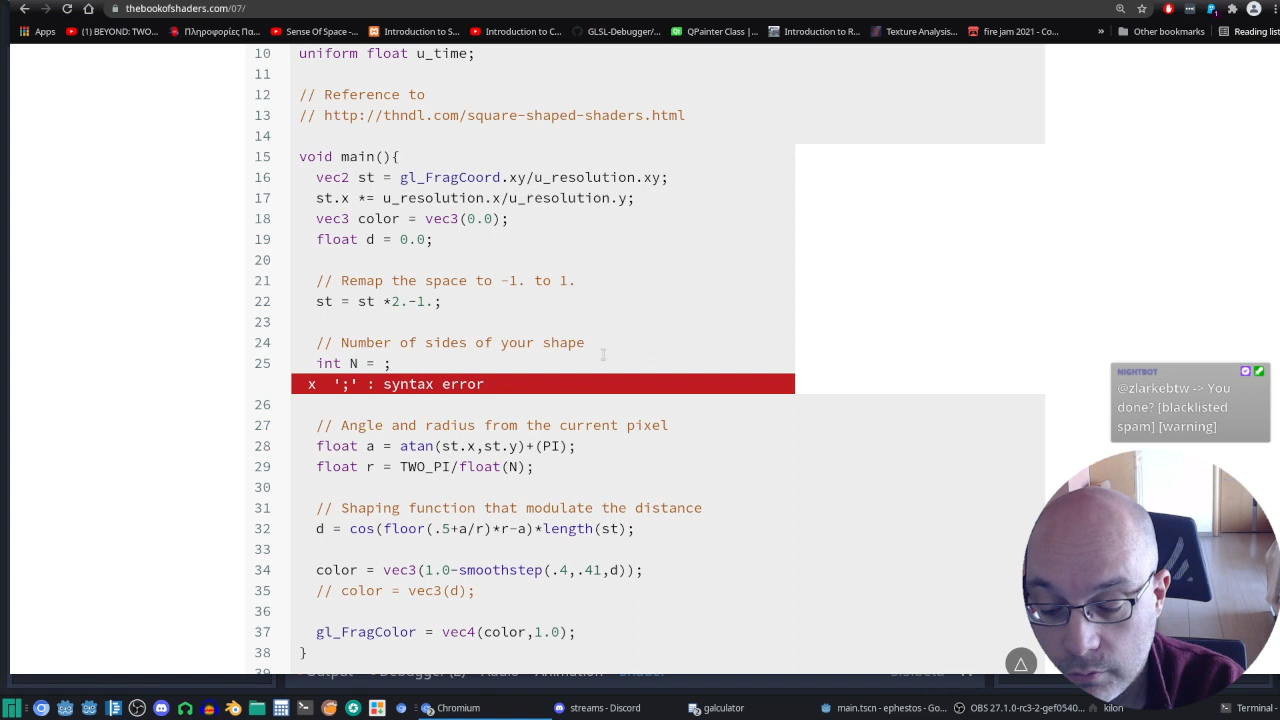 thebookofshaders.com/07/
Apps
(1) BEYOND: TWO...
Πληροφορίες Πα...
Sense Of Space -...
Introduction to S...
Introduction to C...
GLSL-Debugger/...
QPainter Class |...
Introduction to R...
Texture Analysis...
fire jam 2021 - Co...
»
Other bookmarks
Reading list
10 uniform float u_time;
11
12 // Reference to
13 // http://thndl.com/square-shaped-shaders.html
14
15 void main(){
16 vec2 st = gl_FragCoord.xy/u_resolution.xy;
17 st.x *= u_resolution.x/u_resolution.y;
18 vec3 color = vec3(0.0);
19 float d = 0.0;
20
21 // Remap the space to -1. to 1.
22 st = st *2.-1.;
23
24 // Number of sides of your shape
25 int N = ;
x ';' : syntax error
26
27 // Angle and radius from the current pixel
28 float a = atan(st.x,st.y)+(PI);
29 float r = TWO_PI/float(N);
30
31 // Shaping function that modulate the distance
32 d = cos(floor(.5+a/r)*r-a)*length(st);
33
34 color = vec3(1.0-smoothstep(.4,.41,d));
35 // color = vec3(d);
36
37 gl_FragColor = vec4(color,1.0);
38 }
39
NIGHTBOT
@zlarkebtw -> You
done? [blacklisted
spam] [warning]
Chromium
streams - Discord
galculator
main.tscn - ephestos - Go...
OBS 27.1.0-rc3-2-gef0540...
kilon
Terminal -